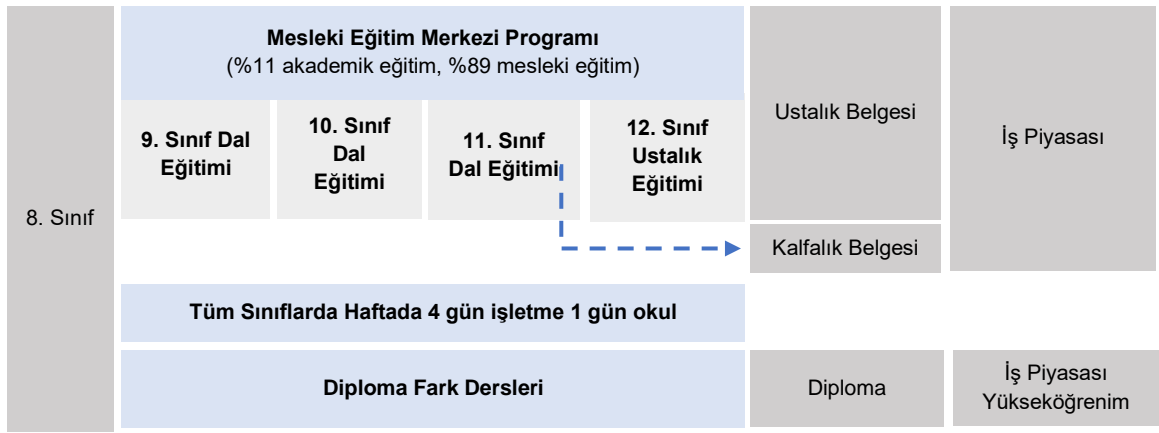 8. Sınıf
Mesleki Eğitim Merkezi Programı
(%11 akademik eğitim, %89 mesleki eğitim)
9. Sınıf Dal
Eğitimi
10. Sınıf
Dal
Eğitimi
11. Sınıf
Dal Eğitimi
12. Sınıf
Ustalık
Eğitimi
Ustalık Belgesi
Kalfalık Belgesi
İş Piyasası
Tüm Sınıflarda Haftada 4 gün işletme 1 gün okul
Diploma Fark Dersleri
Diploma
İş Piyasası
Yükseköğrenim